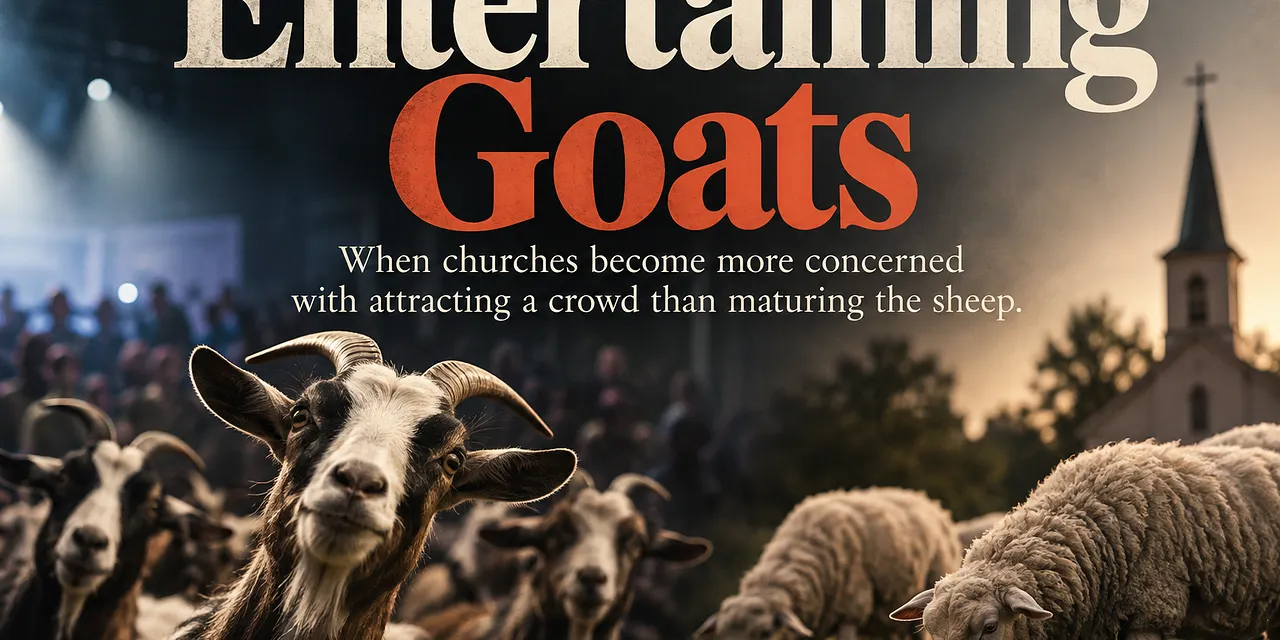 Entertaining
Goats
When churches become more concerned
with attracting a crowd than maturing the sheep.